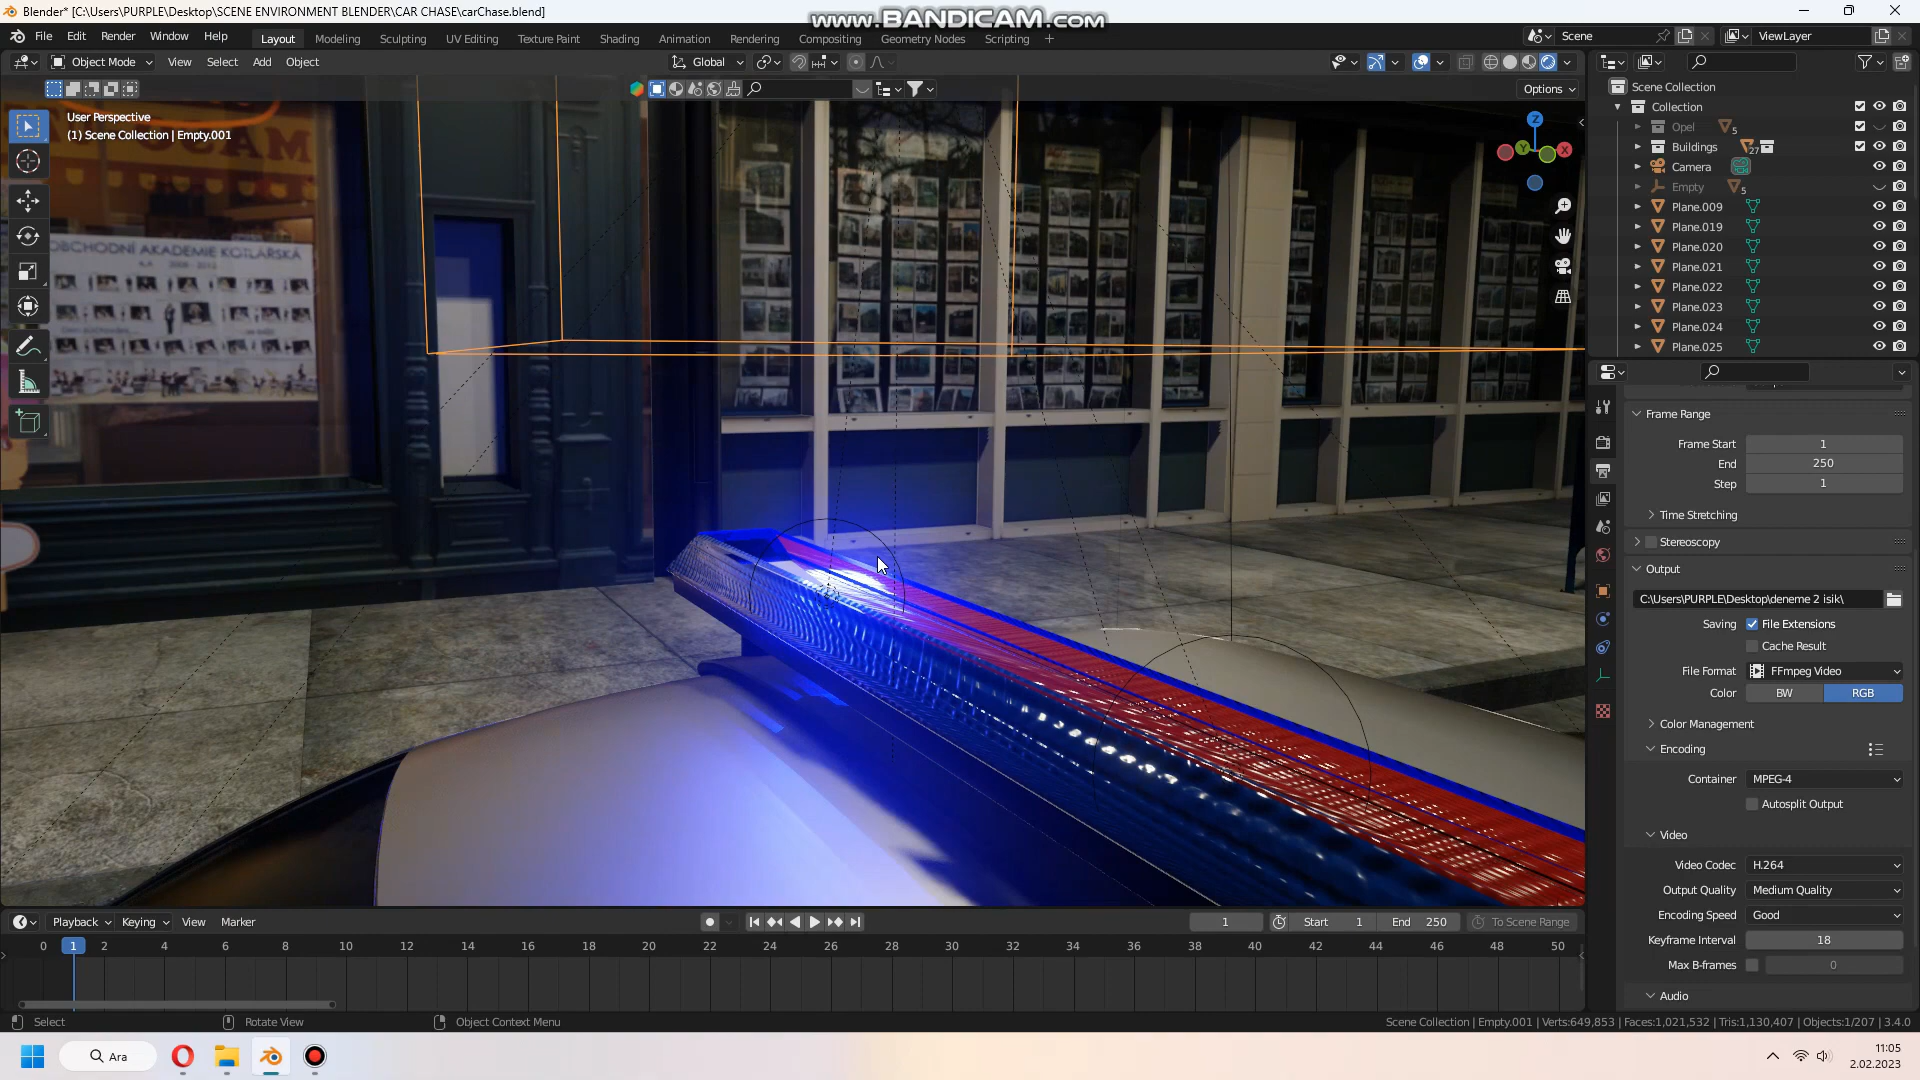 Blender* [C:\Users\PURPLE\Desktop\SCENE ENVIRONMENT BLENDER\CAR CHASE\carChase.blend]
www.BANDICAM.com
File Edit Render Window Help
Layout Modeling Sculpting UV Editing Texture Paint Shading Animation Rendering Compositing Geometry Nodes Scripting +
Scene
ViewLayer
Object Mode View Select Add Object
Global
Options
User Perspective
(1) Scene Collection | Empty.001
OBCHODNÍ AKADEMIE KOTLÁŘSKÁ
Z
Y
X
Scene Collection
Collection
Opel 5
Buildings 27
Camera
Empty 5
Plane.009
Plane.019
Plane.020
Plane.021
Plane.022
Plane.023
Plane.024
Plane.025
Frame Range
Frame Start 1
End 250
Step 1
Time Stretching
Stereoscopy
Output
C:\Users\PURPLE\Desktop\deneme 2 isik\
Saving File Extensions
Cache Result
File Format FFmpeg Video
Color BW RGB
Color Management
Encoding
Container MPEG-4
Autosplit Output
Video
Video Codec H.264
Output Quality Medium Quality
Encoding Speed Good
Keyframe Interval 18
Max B-frames 0
Audio
Playback Keying View Marker
1 Start 1 End 250 To Scene Range
0 1 2 4 6 8 10 12 14 16 18 20 22 24 26 28 30 32 34 36 38 40 42 44 46 48 50
Select Rotate View Object Context Menu
Scene Collection | Empty.001 | Verts:649,853 | Faces:1,021,532 | Tris:1,130,407 | Objects:1/207 | 3.4.0
Ara
11:05
2.02.2023